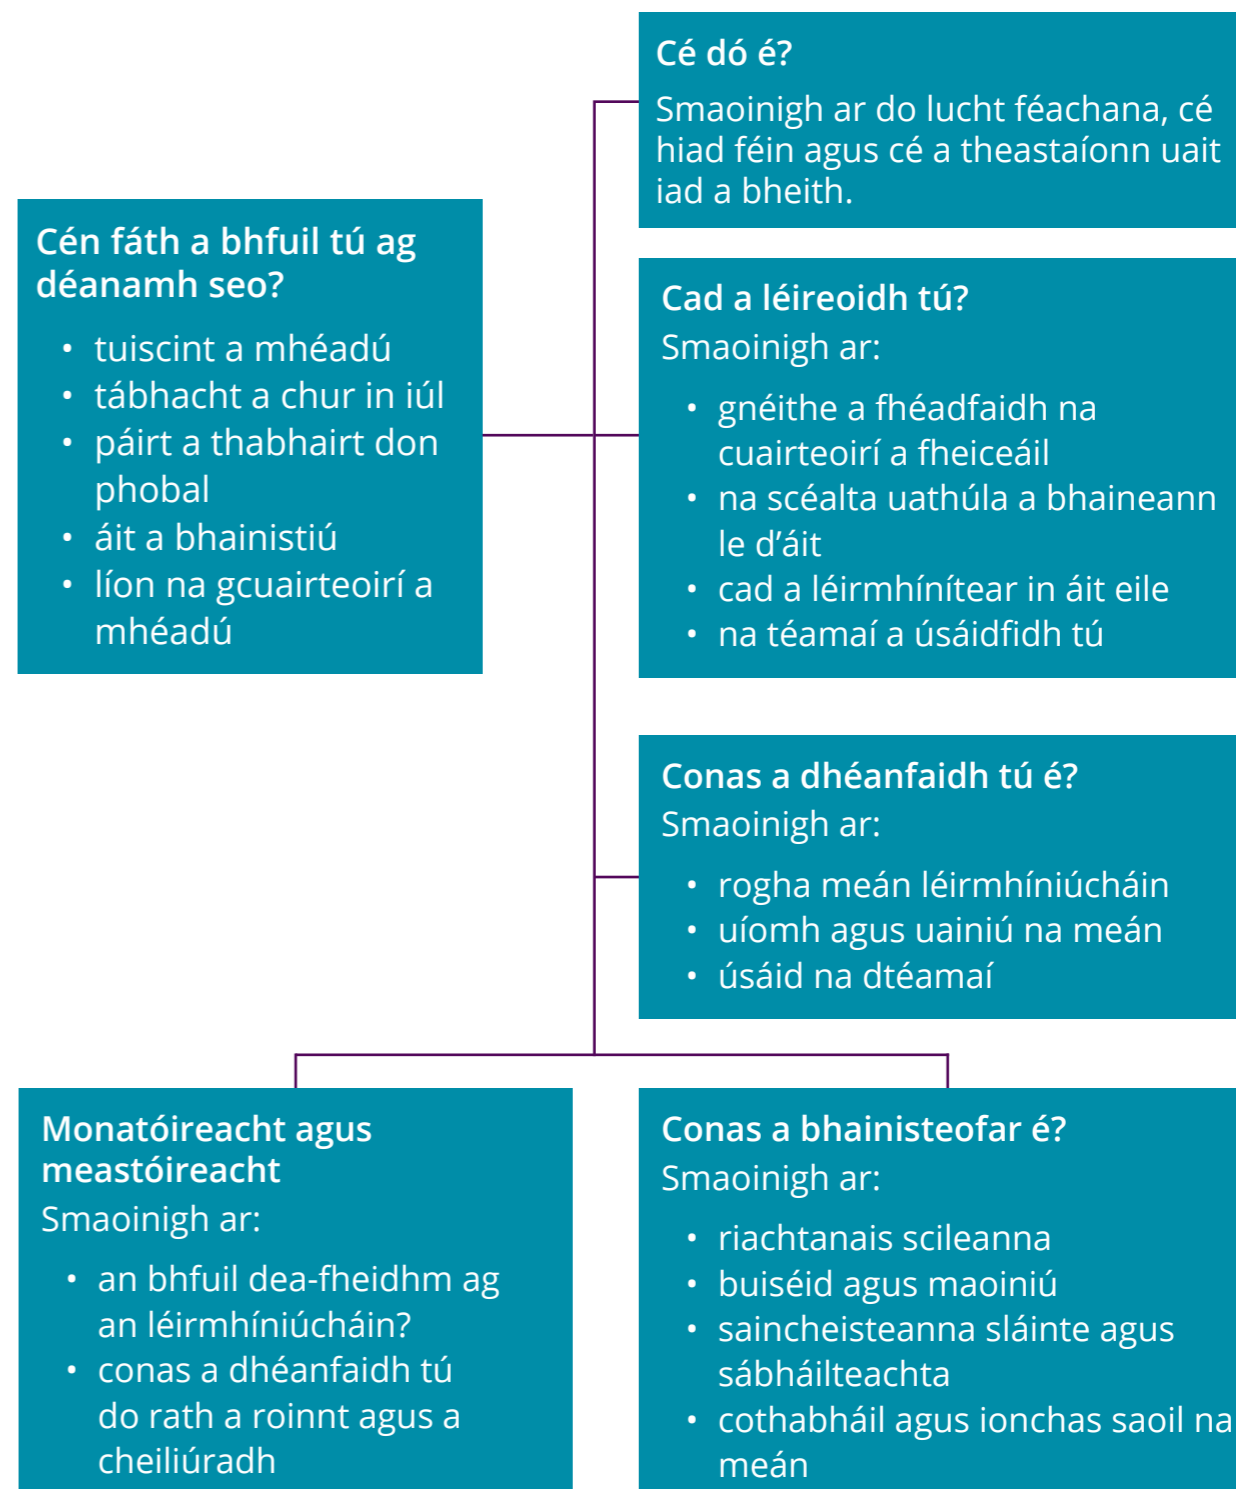 Cé dó é?
Smaoinigh ar do lucht féachana, cé
hiad féin agus cé a theastaíonn uait
iad a bheith.
Cén fáth a bhfuil tú ag
déanamh seo?
• tuiscint a mhéadú
• tábhacht a chur in iúl
• páirt a thabhairt don
phobal
• áit a bhainistiú
• líon na gcuairteoirí a
mhéadú
Cad a léireoidh tú?
Smaoinigh ar:
• gnéithe a fhéadfaidh na
cuairteoirí a fheiceáil
• na scéalta uathúla a bhaineann
le d’áit
• cad a léirmhínítear in áit eile
• na téamaí a úsáidfidh tú
Conas a dhéanfaidh tú é?
Smaoinigh ar:
• rogha meán léirmhíniúcháin
• uíomh agus uainiú na meán
• úsáid na dtéamaí
Monatóireacht agus
meastóireacht
Smaoinigh ar:
• an bhfuil dea-fheidhm ag
an léirmhíniúcháin?
• conas a dhéanfaidh tú
do rath a roinnt agus a
cheiliúradh
Conas a bhainisteofar é?
Smaoinigh ar:
• riachtanais scileanna
• buiséid agus maoiniú
• saincheisteanna sláinte agus
sábháilteachta
• cothabháil agus ionchas saoil na
meán